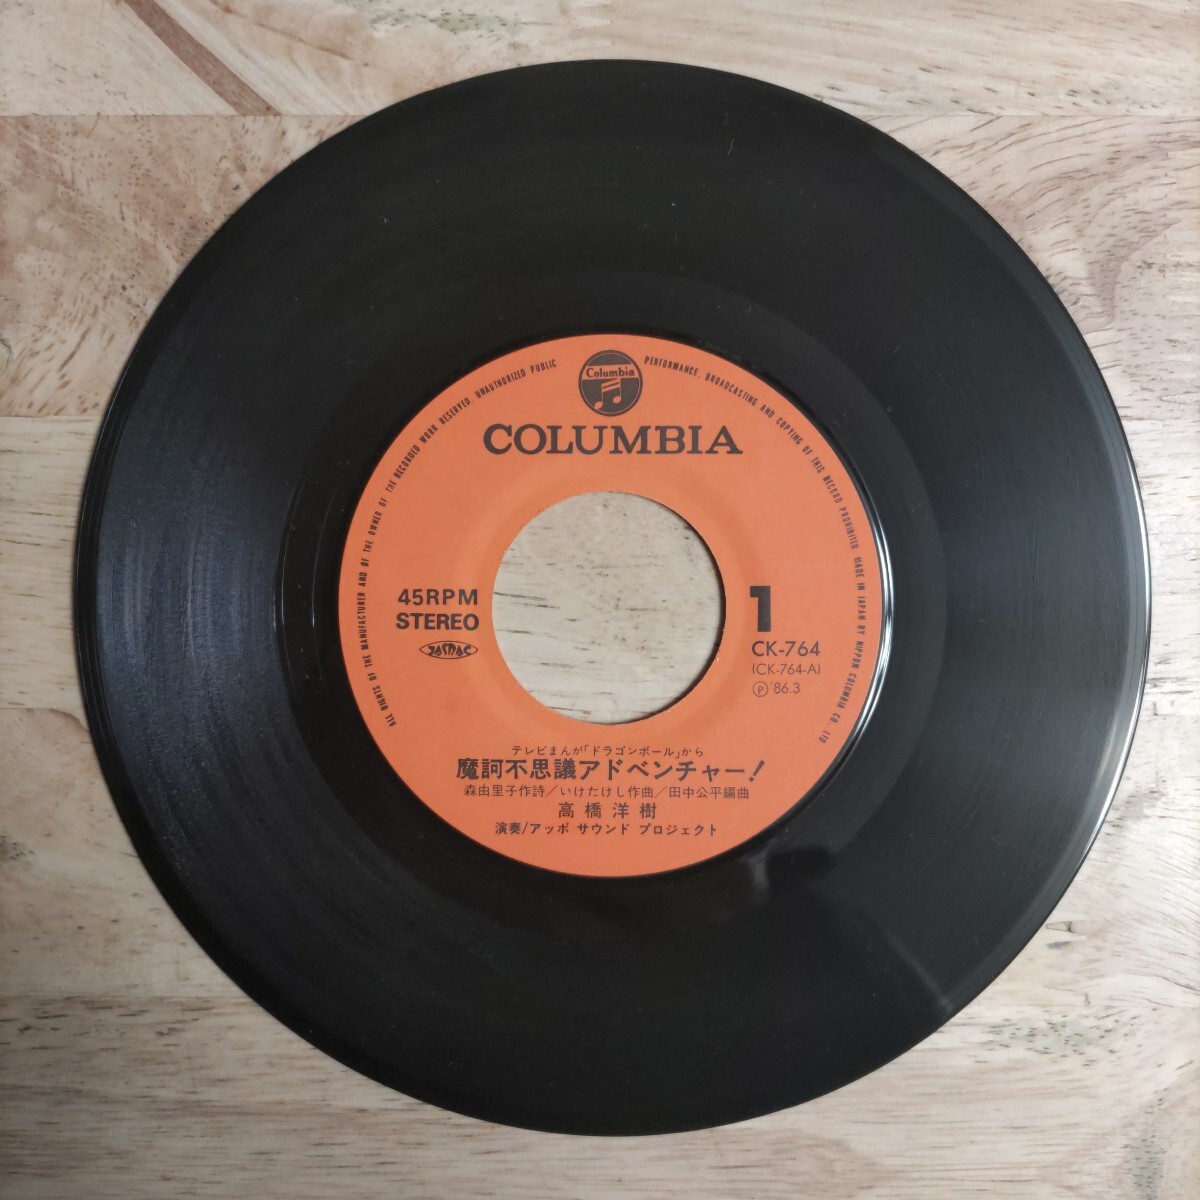 ALL RIGHTS OF THE MANUFACTURER AND OF THE OWNER OF THE RECORDED WORK RESERVED. UNAUTHORIZED PUBLIC PERFORMANCE, BROADCASTING AND COPYING OF THIS RECORD PROHIBITED. MADE IN JAPAN BY NIPPON COLUMBIA CO., LTD
Columbia
COLUMBIA
45RPM
STEREO
JASRAC
1
CK-764
(CK-764-A)
Ⓟ'86.3
テレビまんが「ドラゴンボール」から
魔訶不思議アドベンチャー!
森由里子作詩/いけたけし作曲/田中公平編曲
高橋洋樹
演奏/アッポ サウンド プロジェクト